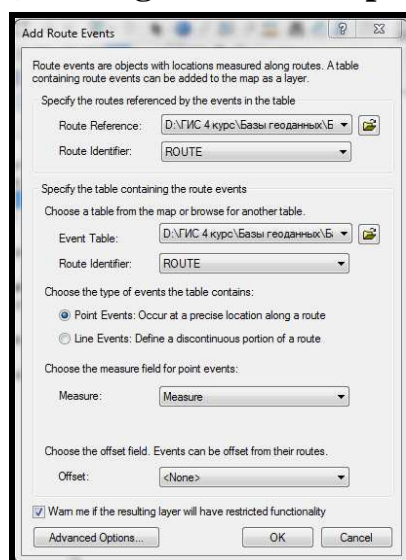 Add Route Events
Route events are objects with locations measured along routes. A table
containing route events can be added to the map as a layer.
Specify the routes referenced by the events in the table
Route Reference: D:\ГИС 4 курс\Базы геоданных\Б
Route Identifier: ROUTE
Specify the table containing the route events
Choose a table from the map or browse for another table.
Event Table: D:\ГИС 4 курс\Базы геоданных\Ба
Route Identifier: ROUTE
Choose the type of events the table contains:
Point Events: Occur at a precise location along a route
Line Events: Define a discontinuous portion of a route
Choose the measure field for point events:
Measure: Measure
Choose the offset field. Events can be offset from their routes.
Offset: <None>
Warn me if the resulting layer will have restricted functionality
Advanced Options... OK Cancel